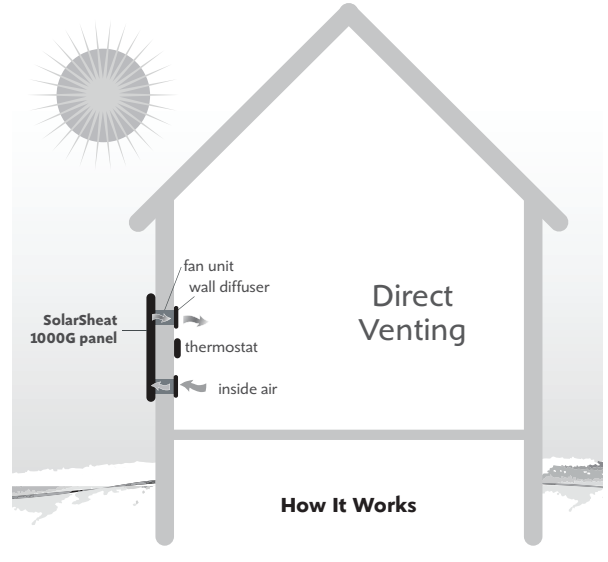 fan unit
wall diffuser
SolarSheat
1000G panel
thermostat
inside air
Direct
Venting
How It Works